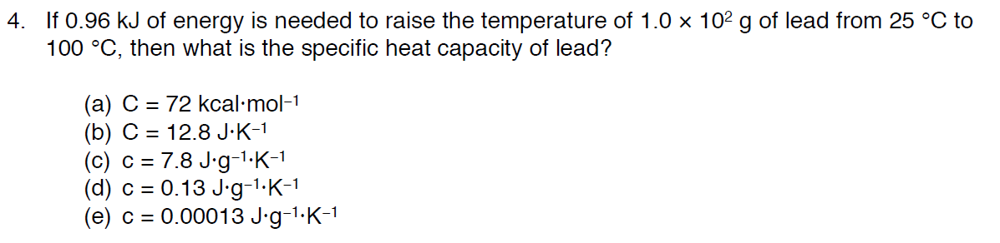 4. If 0.96 kJ of energy is needed to raise the temperature of 1.0 × 10² g of lead from 25 °C to
100 °C, then what is the specific heat capacity of lead?
(a) C = 72 kcal·mol⁻¹
(b) C = 12.8 J·K⁻¹
(c) c = 7.8 J·g⁻¹·K⁻¹
(d) c = 0.13 J·g⁻¹·K⁻¹
(e) c = 0.00013 J·g⁻¹·K⁻¹